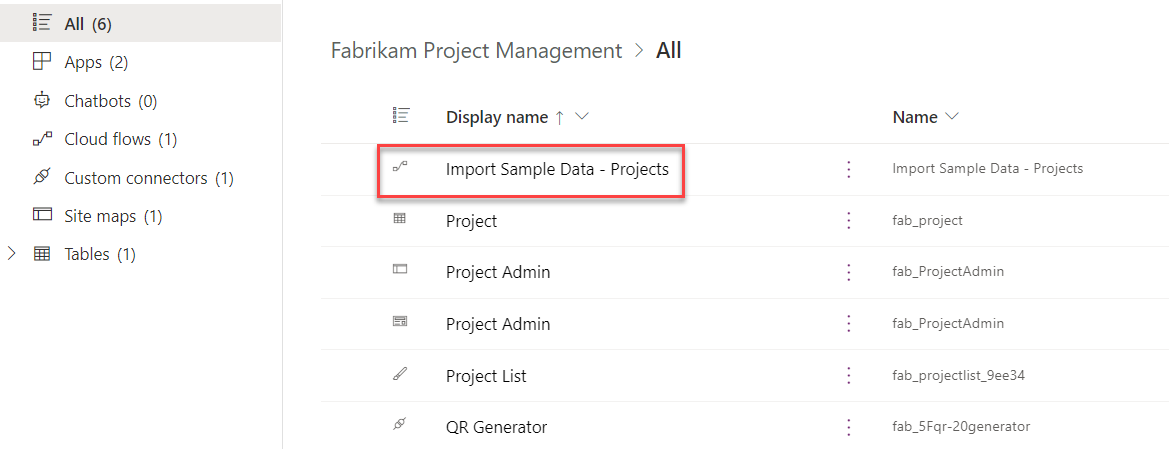 All (6)
Apps (2)
Chatbots (0)
Cloud flows (1)
Custom connectors (1)
Site maps (1)
Tables (1)
Fabrikam Project Management > All
Display name ↑ Name
Import Sample Data - Projects Import Sample Data - Projects
Project fab_project
Project Admin fab_ProjectAdmin
Project Admin fab_ProjectAdmin
Project List fab_projectlist_9ee34
QR Generator fab_5Fqr-20generator